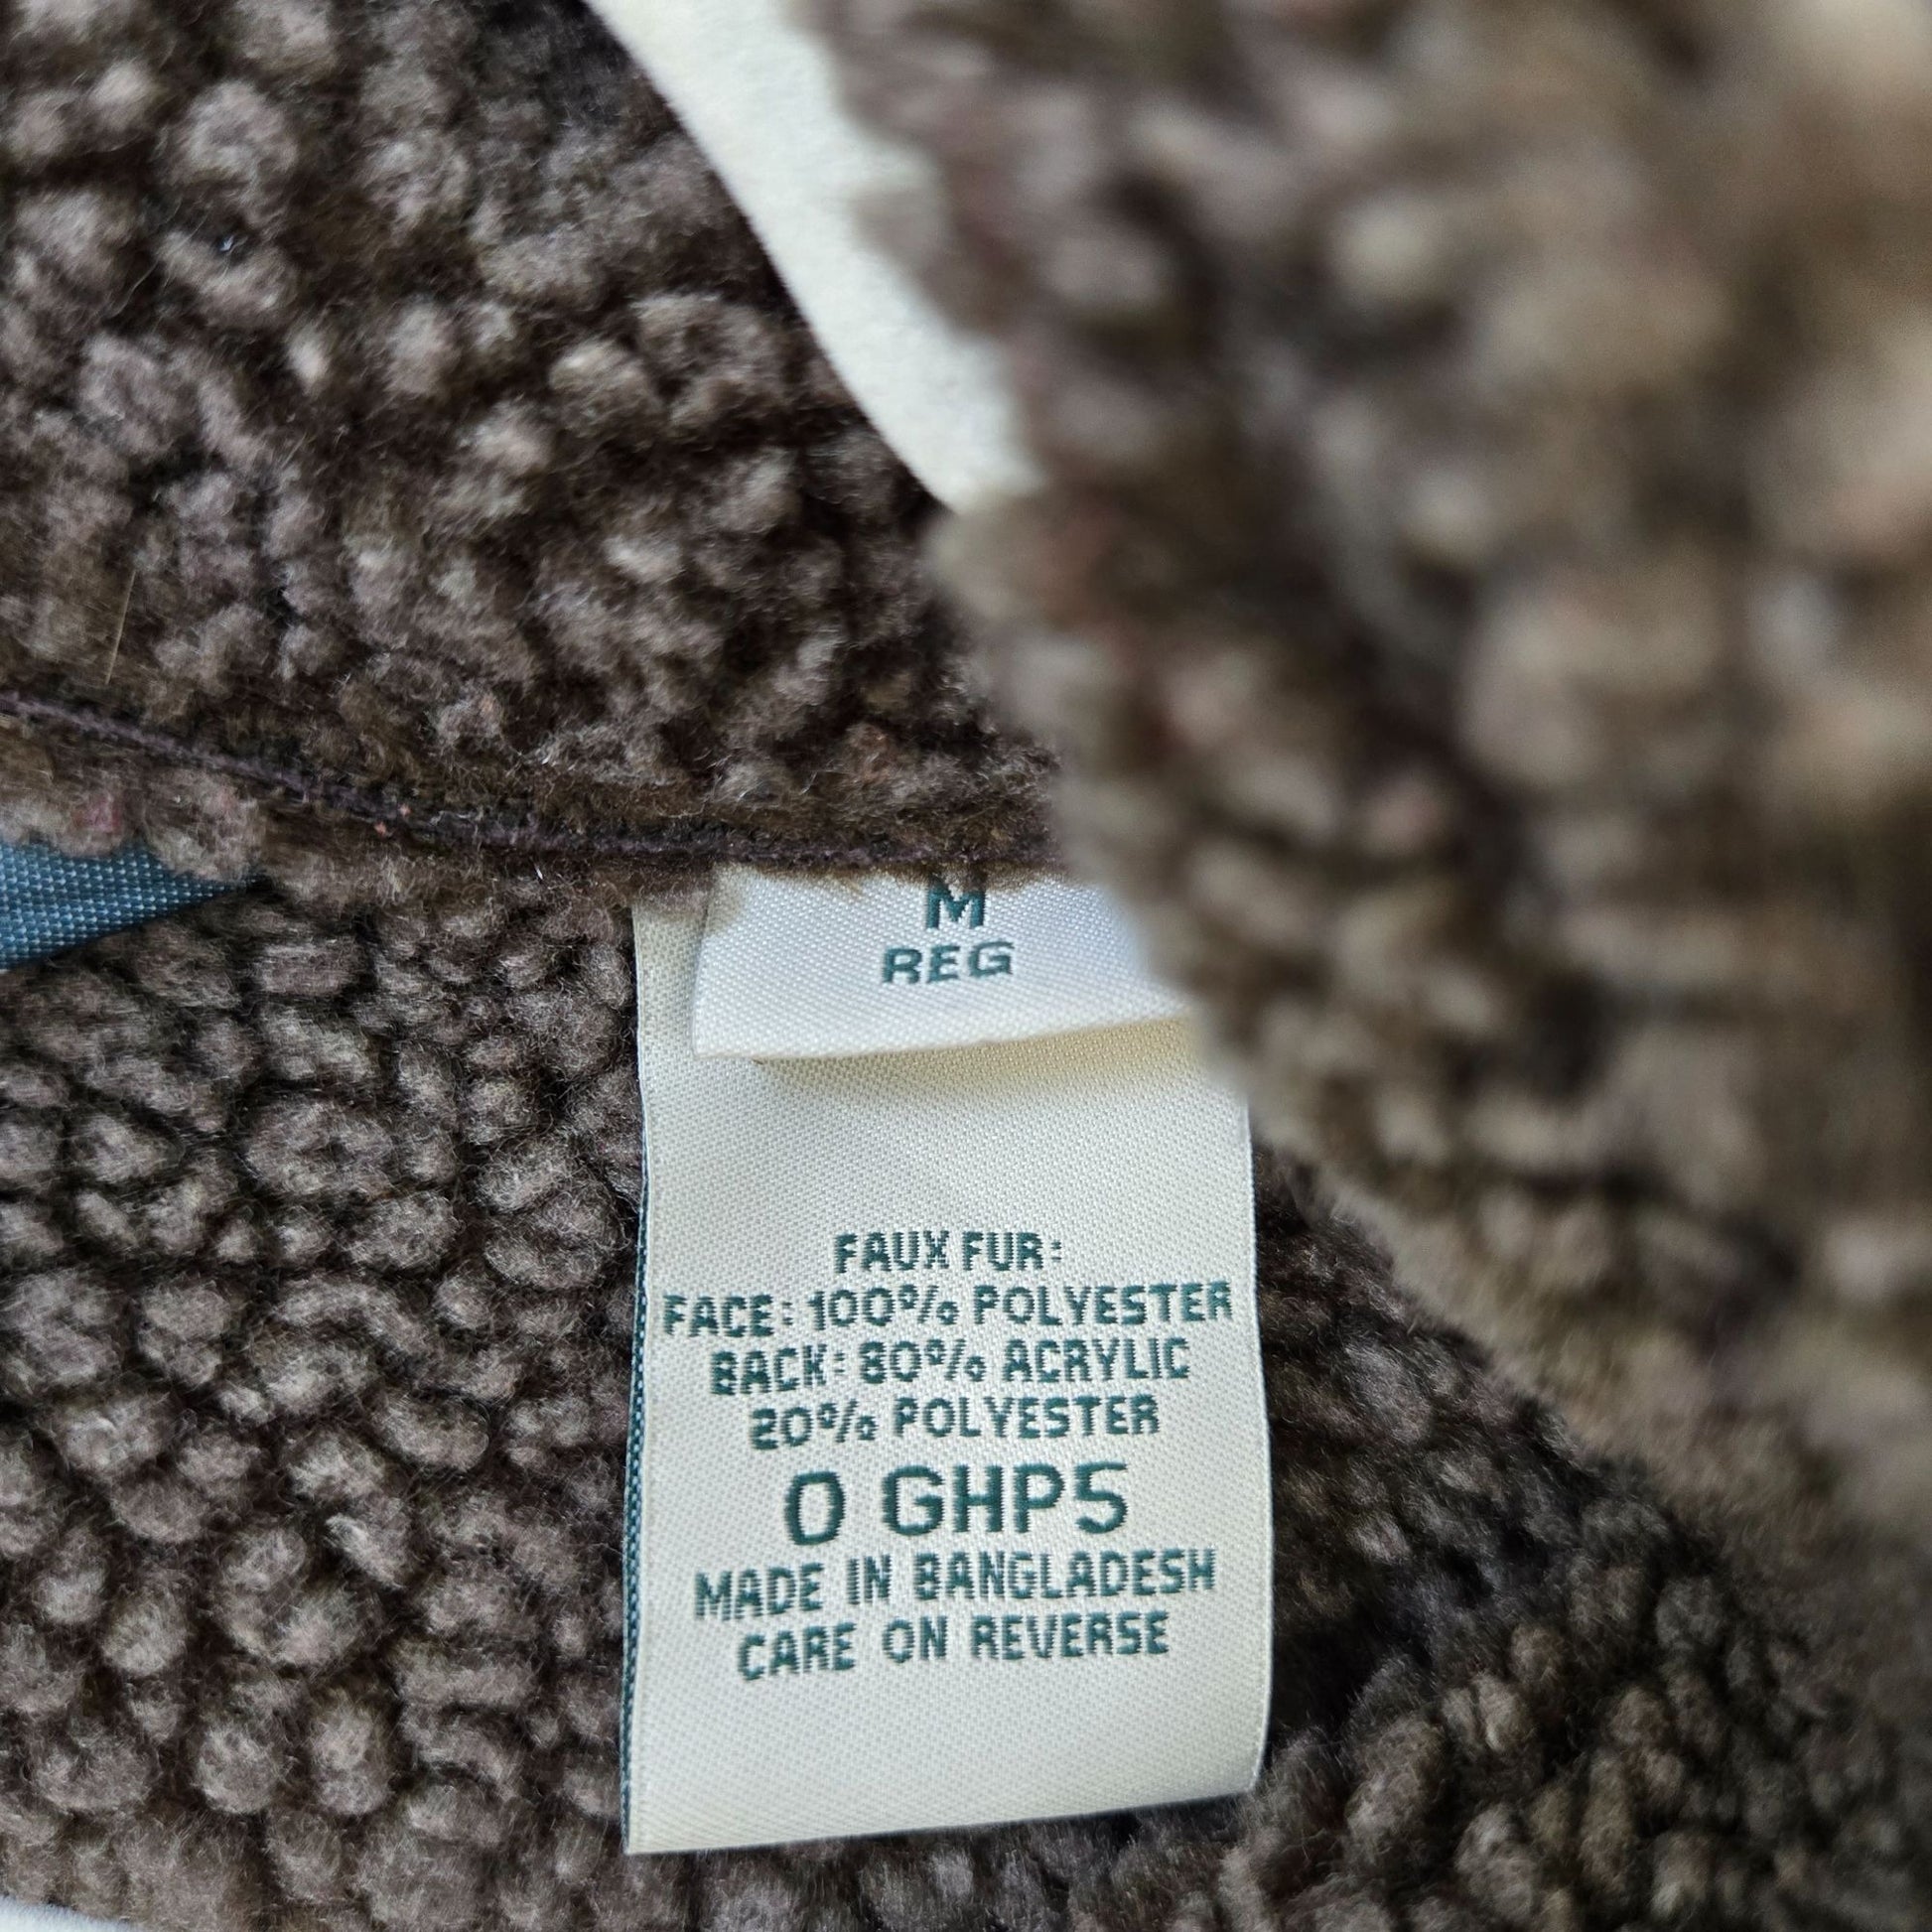 M
REG
FAUX FUR:
FACE: 100% POLYESTER
BACK: 80% ACRYLIC
20% POLYESTER
0 GHP5
MADE IN BANGLADESH
CARE ON REVERSE